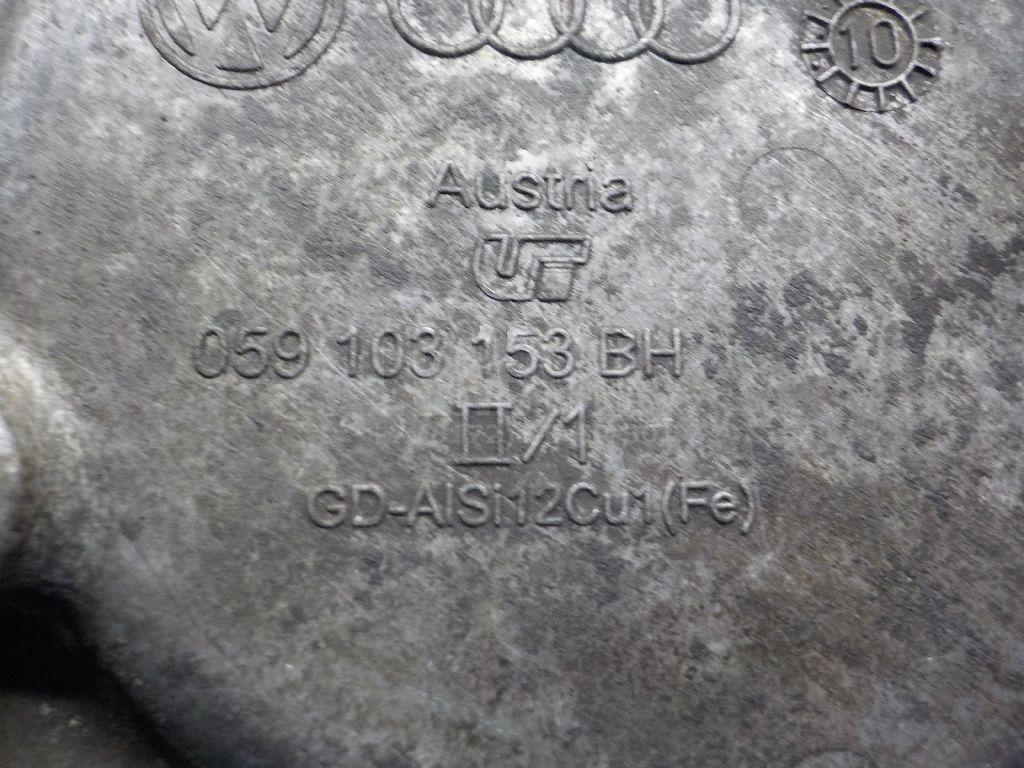 10
Austria
059 103 153 BH
II/1
GD-AlSi12Cu1(Fe)